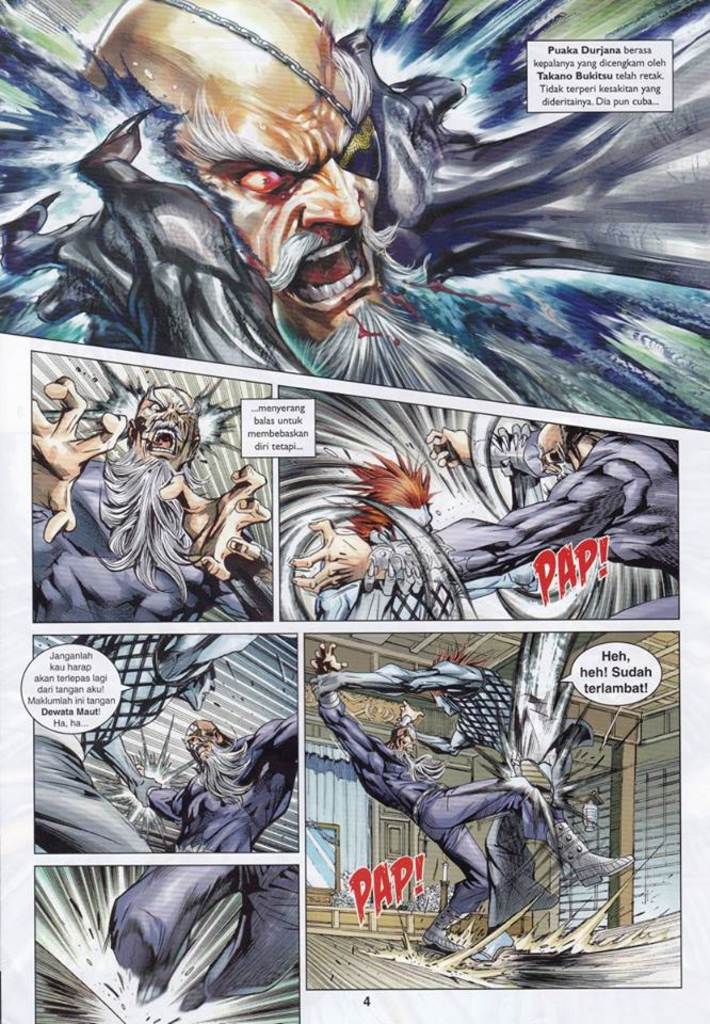 Puaka Durjana berasa
kepalanya yang dicengkam oleh
Takano Bukitsu telah retak.
Tidak terperi kesakitan yang
dideritainya. Dia pun cuba...
...menyerang
balas untuk
membebaskan
diri tetapi...
PAP!
Janganlah
kau harap
akan terlepas lagi
dari tangan aku!
Maklumlah ini tangan
Dewata Maut!
Ha, ha...
Heh,
heh! Sudah
terlambat!
PAP!
4